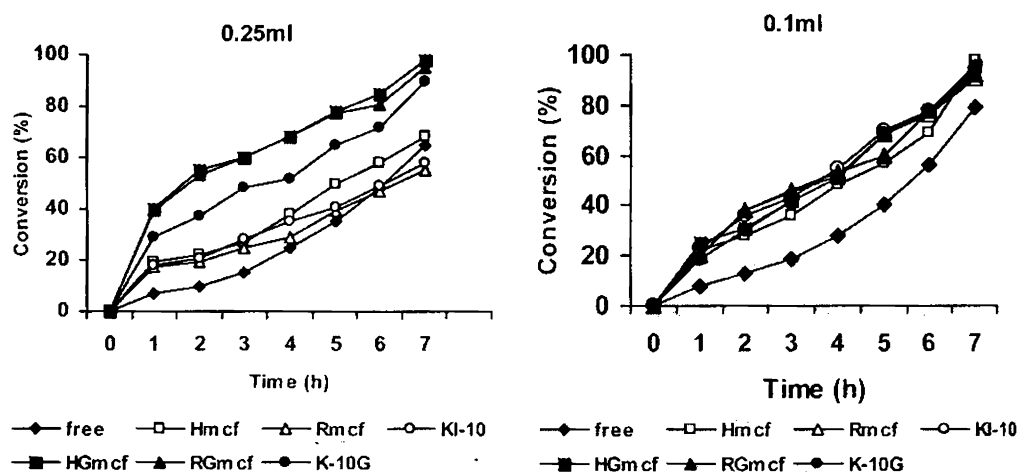 0.25ml
100
80
60
40
20
0
Conversion (%)
0 1 2 3 4 5 6 7
Time (h)
free Hmcf Rmcf KI-10
HGmcf RGmcf K-10G
0.1ml
100
80
60
40
20
0
Conversion (%)
0 1 2 3 4 5 6 7
Time (h)
free Hmcf Rmcf KI-10
HGmcf RGmcf K-10G